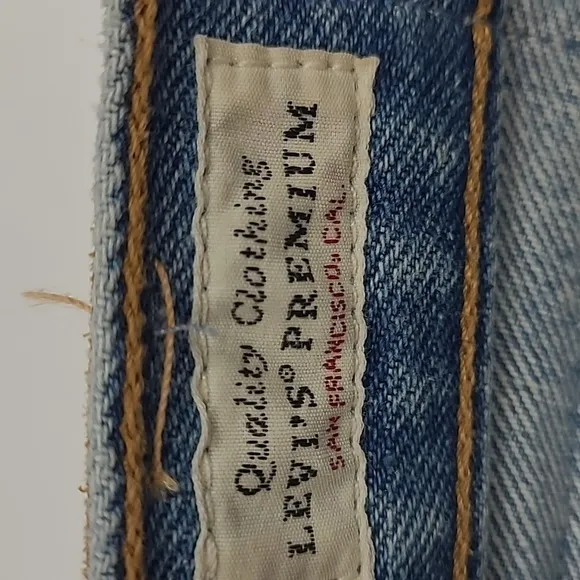 Quality Clothing
LEVI'S® PREMIUM
SAN FRANCISCO, CAL.